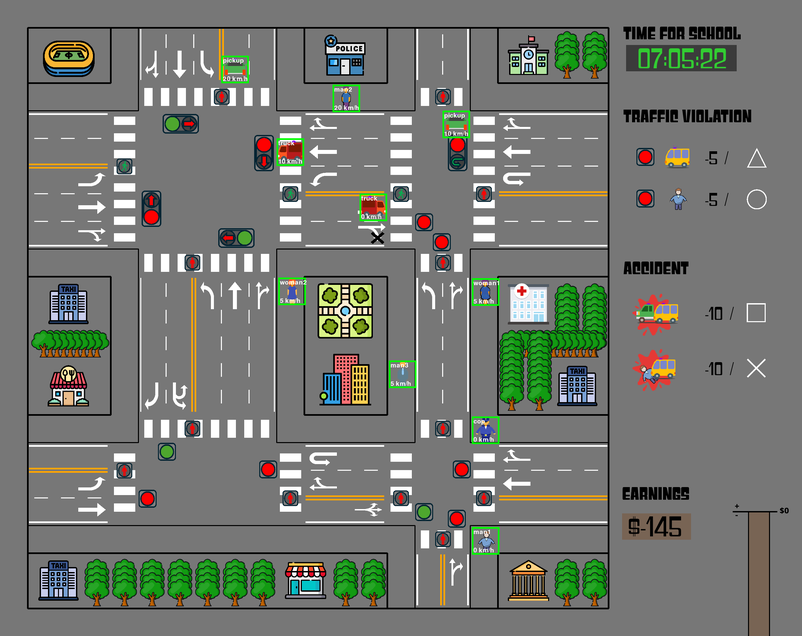 TIME FOR SCHOOL
07:05:22
TRAFFIC VIOLATION
-5 /
-5 /
ACCIDENT
-10 /
-10 /
EARNINGS
$-145
+
-
$0
POLICE
pickup
20 km/h
man2
20 km/h
pickup
10 km/h
truck
10 km/h
truck
0 km/h
TAXI
woman2
5 km/h
woman1
5 km/h
man3
5 km/h
TAXI
cop
0 km/h
man1
0 km/h
TAXI